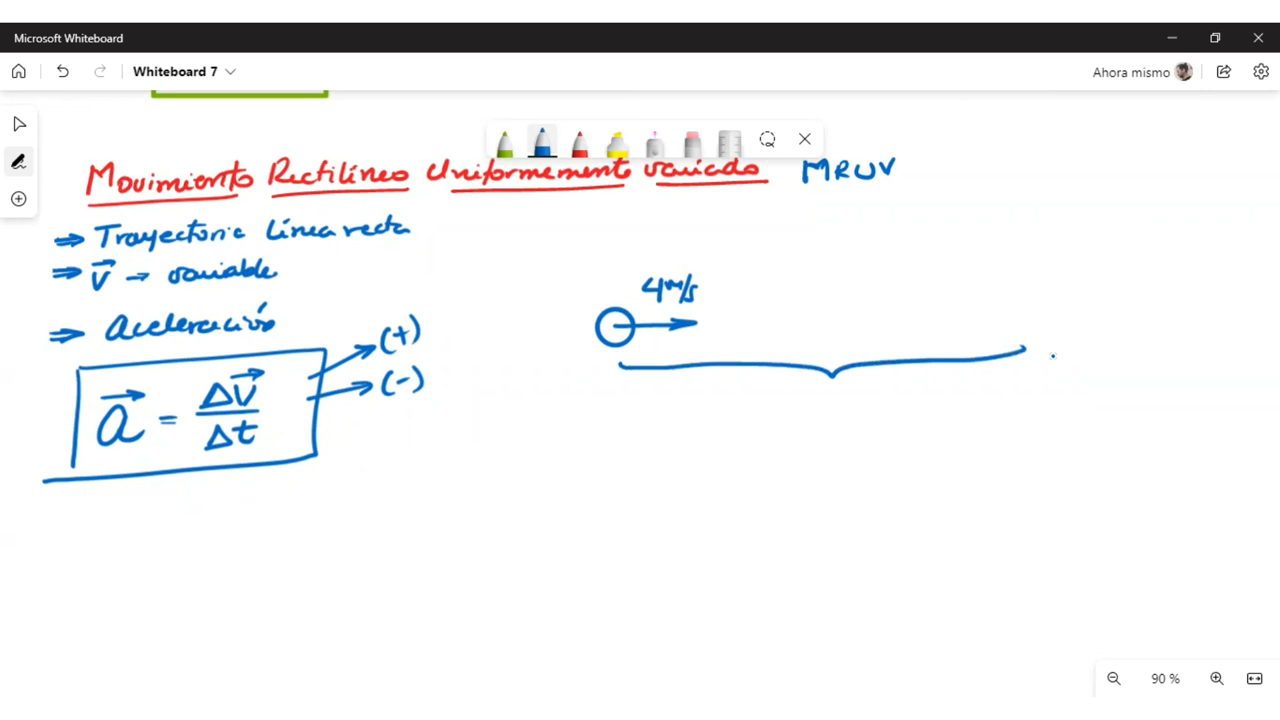 Microsoft Whiteboard
Whiteboard 7
Ahora mismo
Movimiento Rectilíneo Uniformemente variado MRUV
⇒ Trayectoria línea recta
⇒ V → variable
⇒ Aceleración
(+)
(-)
a = ΔV / Δt
4m/s
90 %